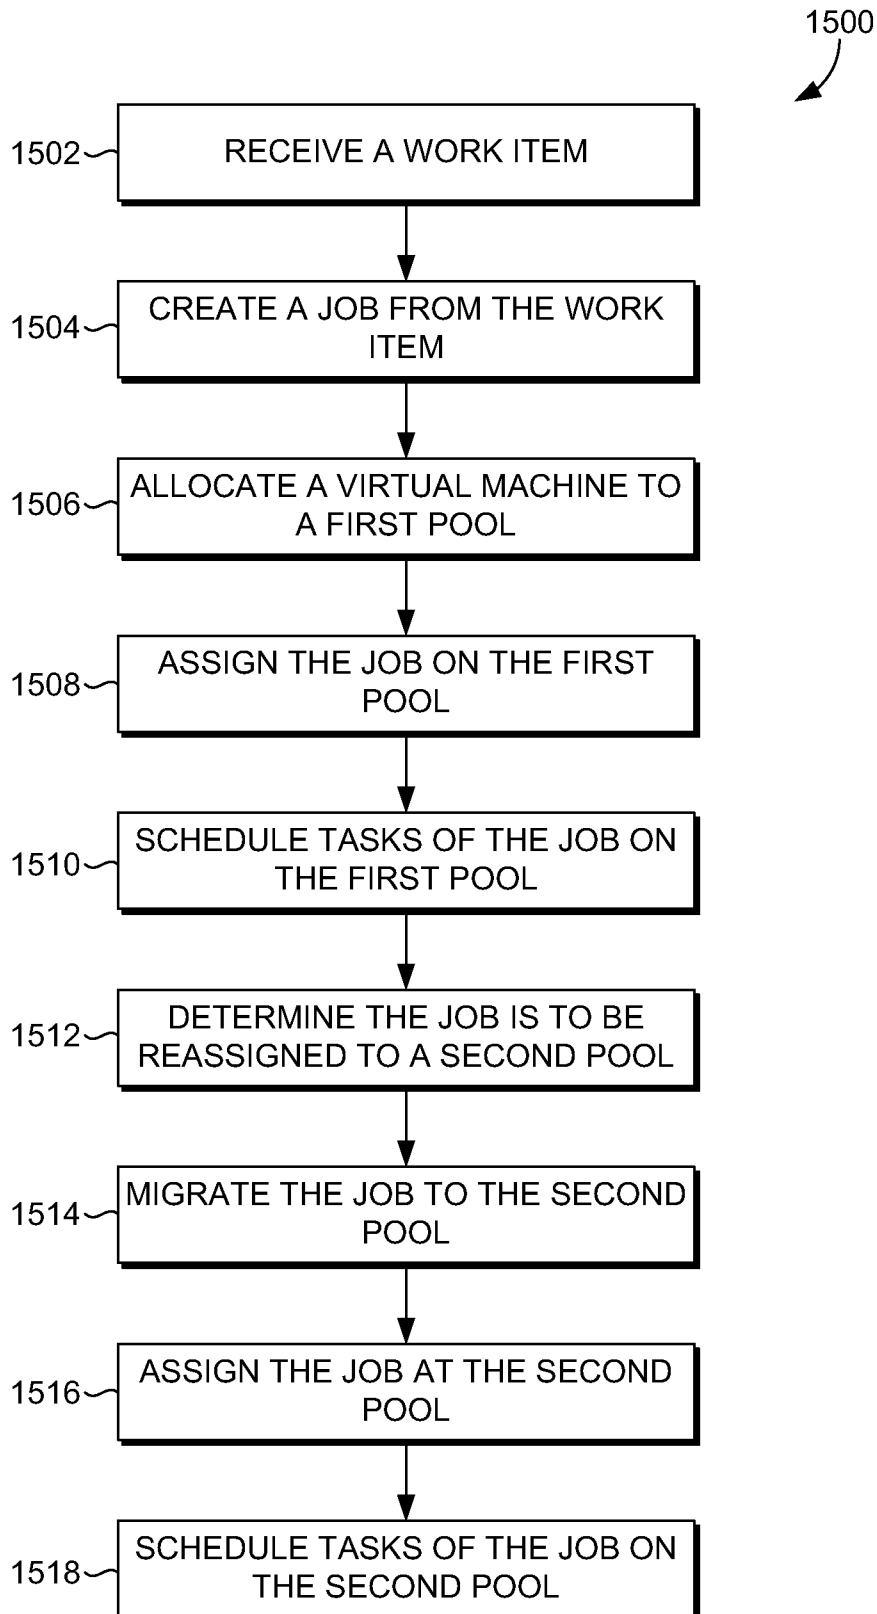 1500
1502
RECEIVE A WORK ITEM
1504
CREATE A JOB FROM THE WORK
ITEM
1506
ALLOCATE A VIRTUAL MACHINE TO
A FIRST POOL
1508
ASSIGN THE JOB ON THE FIRST
POOL
1510
SCHEDULE TASKS OF THE JOB ON
THE FIRST POOL
1512
DETERMINE THE JOB IS TO BE
REASSIGNED TO A SECOND POOL
1514
MIGRATE THE JOB TO THE SECOND
POOL
1516
ASSIGN THE JOB AT THE SECOND
POOL
1518
SCHEDULE TASKS OF THE JOB ON
THE SECOND POOL